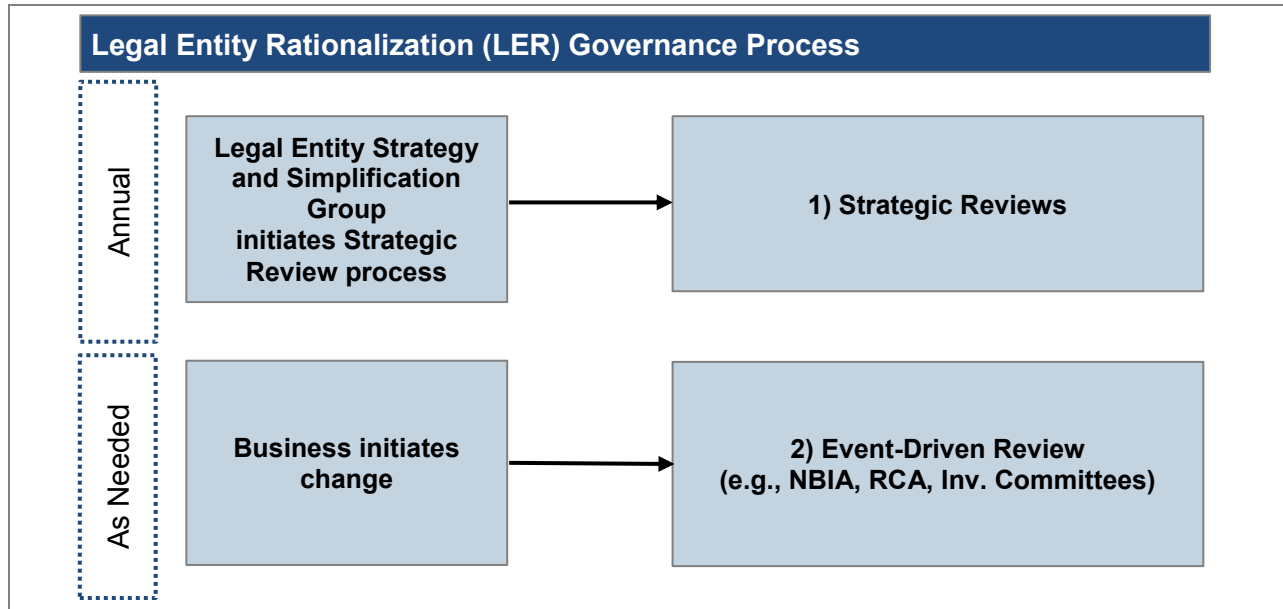 Legal Entity Rationalization (LER) Governance Process
Annual
Legal Entity Strategy
and Simplification
Group
initiates Strategic
Review process
1) Strategic Reviews
As Needed
Business initiates
change
2) Event-Driven Review
(e.g., NBIA, RCA, Inv. Committees)